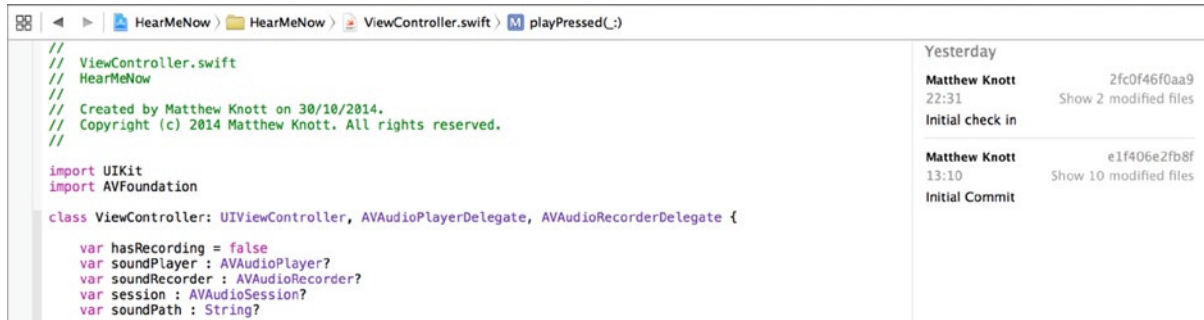 HearMeNow HearMeNow ViewController.swift M playPressed(_:)
//
//  ViewController.swift
//  HearMeNow
//
//  Created by Matthew Knott on 30/10/2014.
//  Copyright (c) 2014 Matthew Knott. All rights reserved.
//
import UIKit
import AVFoundation
class ViewController: UIViewController, AVAudioPlayerDelegate, AVAudioRecorderDelegate {
    var hasRecording = false
    var soundPlayer : AVAudioPlayer?
    var soundRecorder : AVAudioRecorder?
    var session : AVAudioSession?
    var soundPath : String?
Yesterday
Matthew Knott 2fc0f46f0aa9
22:31 Show 2 modified files
Initial check in
Matthew Knott e1f406e2fb8f
13:10 Show 10 modified files
Initial Commit